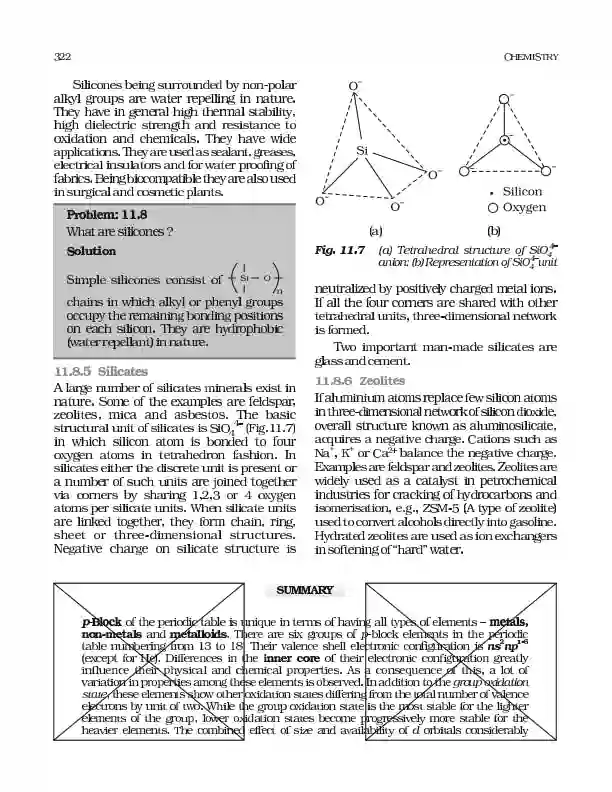 322
CHEMISTRY
Silicones being surrounded by non-polar
alkyl groups are water repelling in nature.
They have in general high thermal stability,
high dielectric strength and resistance to
oxidation and chemicals. They have wide
applications. They are used as sealant, greases,
electrical insulators and for water proofing of
fabrics. Being biocompatible they are also used
in surgical and cosmetic plants.
Problem: 11.8
What are silicones ?
Solution
Simple silicones consist of ( Si – O )n
chains in which alkyl or phenyl groups
occupy the remaining bonding positions
on each silicon. They are hydrophobic
(water repellant) in nature.
11.8.5 Silicates
A large number of silicates minerals exist in
nature. Some of the examples are feldspar,
zeolites, mica and asbestos. The basic
structural unit of silicates is SiO₄⁴⁻ (Fig.11.7)
in which silicon atom is bonded to four
oxygen atoms in tetrahedron fashion. In
silicates either the discrete unit is present or
a number of such units are joined together
via corners by sharing 1,2,3 or 4 oxygen
atoms per silicate units. When silicate units
are linked together, they form chain, ring,
sheet or three-dimensional structures.
Negative charge on silicate structure is
O⁻
Si
O⁻
O⁻
O⁻
(a)
–
–
–
–
Silicon
Oxygen
(b)
Fig. 11.7 (a) Tetrahedral structure of SiO₄⁴⁻
anion; (b) Representation of SiO₄⁴⁻ unit
neutralized by positively charged metal ions.
If all the four corners are shared with other
tetrahedral units, three-dimensional network
is formed.
Two important man-made silicates are
glass and cement.
11.8.6 Zeolites
If aluminium atoms replace few silicon atoms
in three-dimensional network of silicon dioxide,
overall structure known as aluminosilicate,
acquires a negative charge. Cations such as
Na⁺, K⁺ or Ca²⁺ balance the negative charge.
Examples are feldspar and zeolites. Zeolites are
widely used as a catalyst in petrochemical
industries for cracking of hydrocarbons and
isomerisation, e.g., ZSM-5 (A type of zeolite)
used to convert alcohols directly into gasoline.
Hydrated zeolites are used as ion exchangers
in softening of “hard” water.
SUMMARY
p-Block of the periodic table is unique in terms of having all types of elements – metals,
non-metals and metalloids. There are six groups of p-block elements in the periodic
table numbering from 13 to 18. Their valence shell electronic configuration is ns²np¹⁻⁶
(except for He). Differences in the inner core of their electronic configuration greatly
influence their physical and chemical properties. As a consequence of this, a lot of
variation in properties among these elements is observed. In addition to the group oxidation
state, these elements show other oxidation states differing from the total number of valence
electrons by unit of two. While the group oxidation state is the most stable for the lighter
elements of the group, lower oxidation states become progressively more stable for the
heavier elements. The combined effect of size and availability of d orbitals considerably